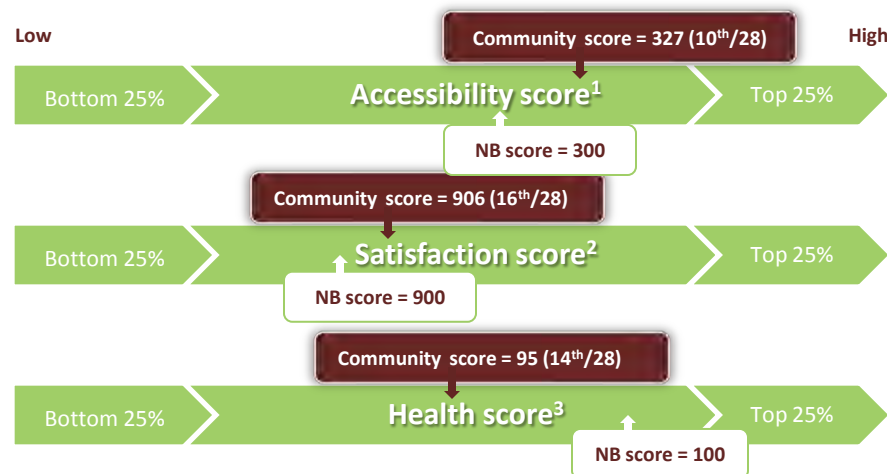 Community score = 327 (10th/28)
Low High
Bottom 25% Accessibility score1 Top 25%
NB score = 300
Community score = 906 (16th/28)
Bottom 25% Satisfaction score2 Top 25%
NB score = 900
Community score = 95 (14th/28)
Bottom 25% Health score3 Top 25%
NB score = 100